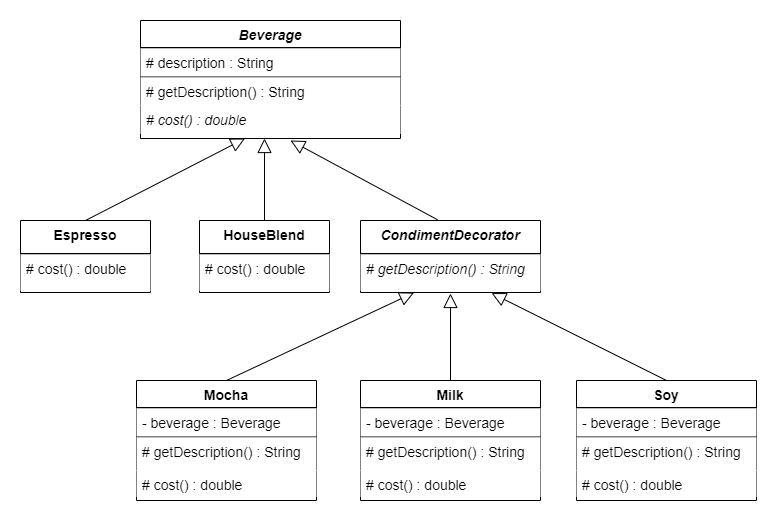 Beverage
# description : String
# getDescription() : String
# cost() : double
Espresso
# cost() : double
HouseBlend
# cost() : double
CondimentDecorator
# getDescription() : String
Mocha
- beverage : Beverage
# getDescription() : String
# cost() : double
Milk
- beverage : Beverage
# getDescription() : String
# cost() : double
Soy
- beverage : Beverage
# getDescription() : String
# cost() : double